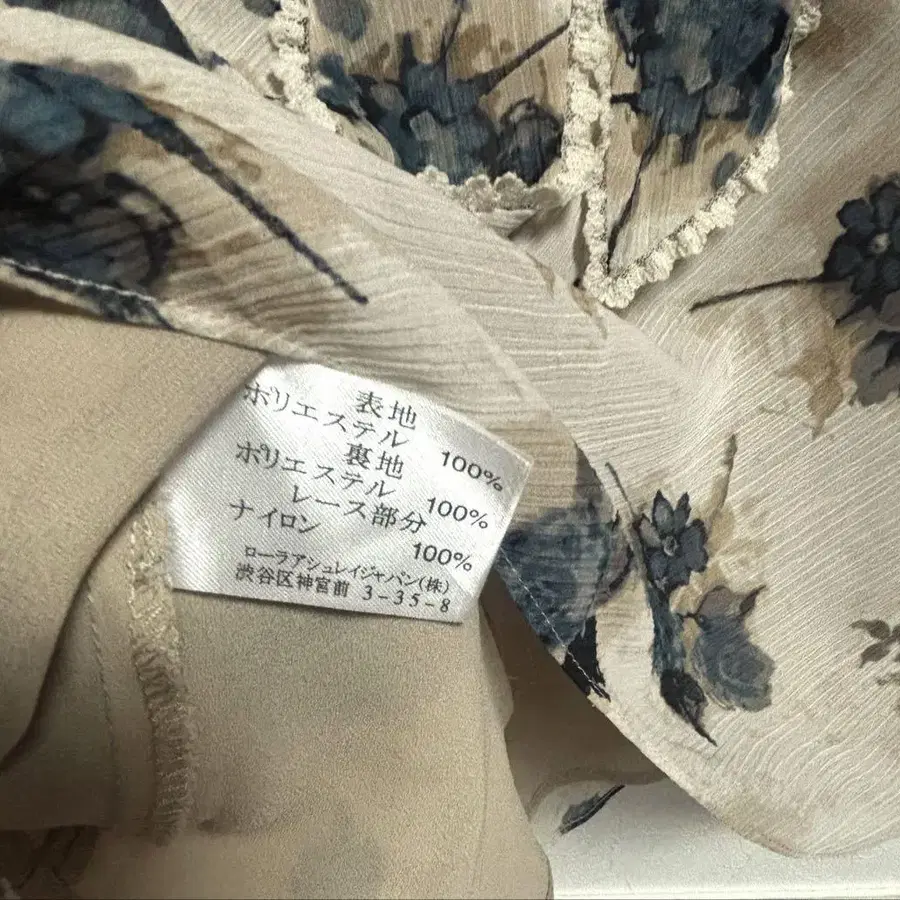 表地
ポリエステル 100%
裏地
ポリエステル 100%
レース部分
ナイロン 100%
ローラアシュレイジャパン(株)
渋谷区神宮前 3-35-8